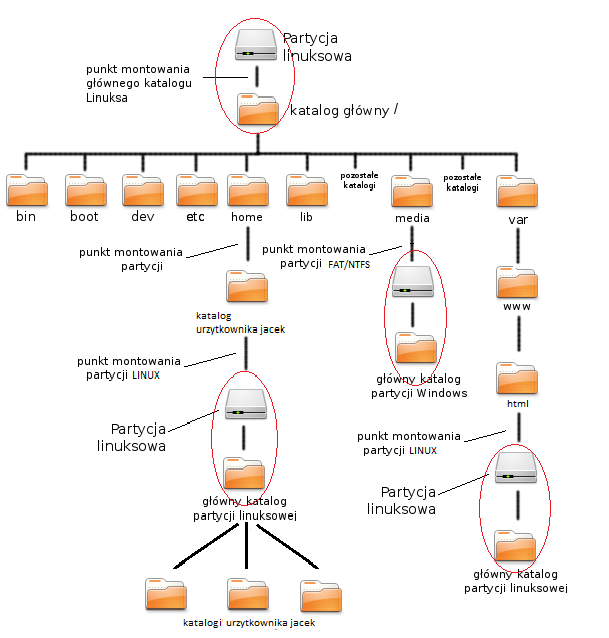 Partycja
linuksowa
punkt montowania
głównego katalogu
Linuksa
katalog główny /
pozostałe
katalogi
pozostałe
katalogi
bin
boot
dev
etc
home
lib
media
var
punkt montowania
partycji
punkt montowania
partycji FAT/NTFS
www
katalog
urzytkownika jacek
punkt montowania
partycji LINUX
główny katalog
partycji Windows
html
Partycja
linuksowa
punkt montowania
partycji LINUX
główny katalog
partycji linuksowej
Partycja
linuksowa
główny katalog
partycji linuksowej
katalogi urzytkownika jacek